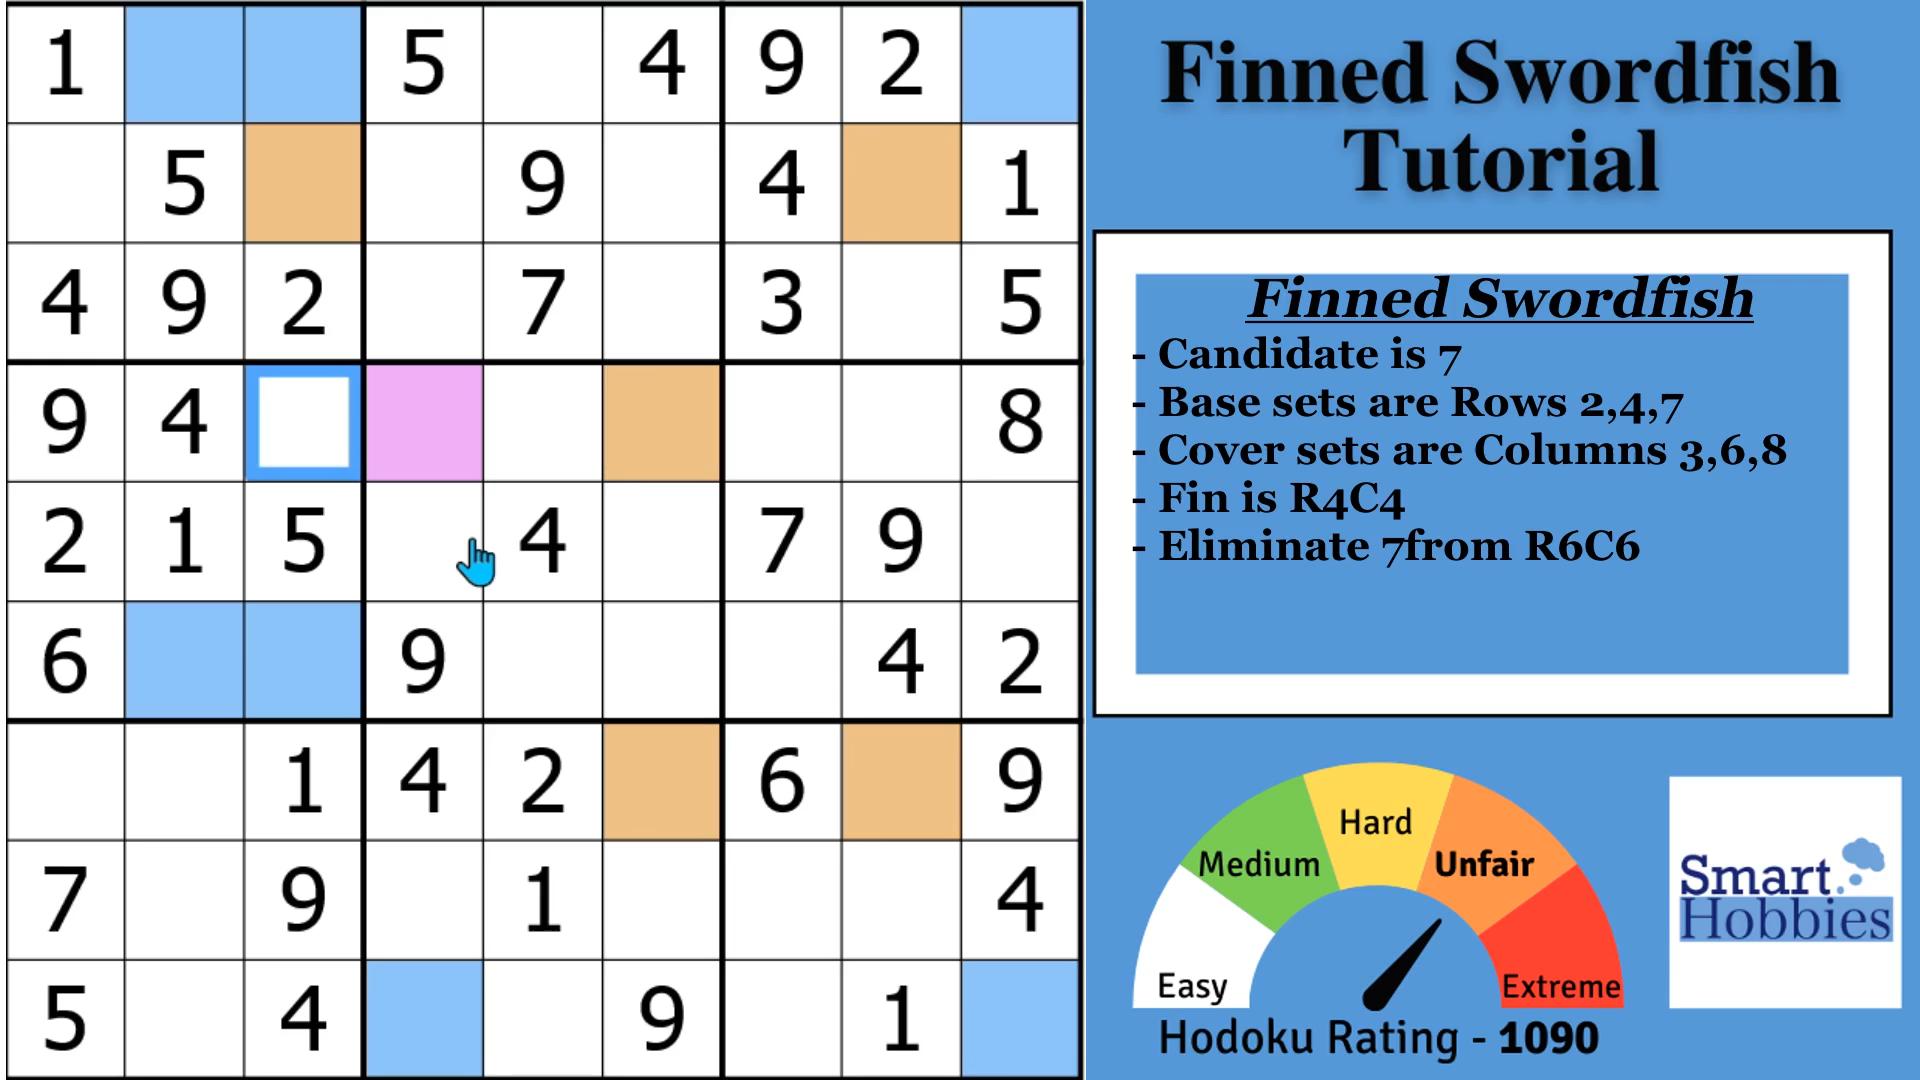 1 5 4 9 2
5 9 4 1
4 9 2 7 3 5
9 4 8
2 1 5 4 7 9
6 9 4 2
1 4 2 6 9
7 9 1 4
5 4 9 1
Finned Swordfish
Tutorial
Finned Swordfish
- Candidate is 7
- Base sets are Rows 2,4,7
- Cover sets are Columns 3,6,8
- Fin is R4C4
- Eliminate 7from R6C6
Hard
Medium
Unfair
Easy
Extreme
Hodoku Rating - 1090
Smart
Hobbies